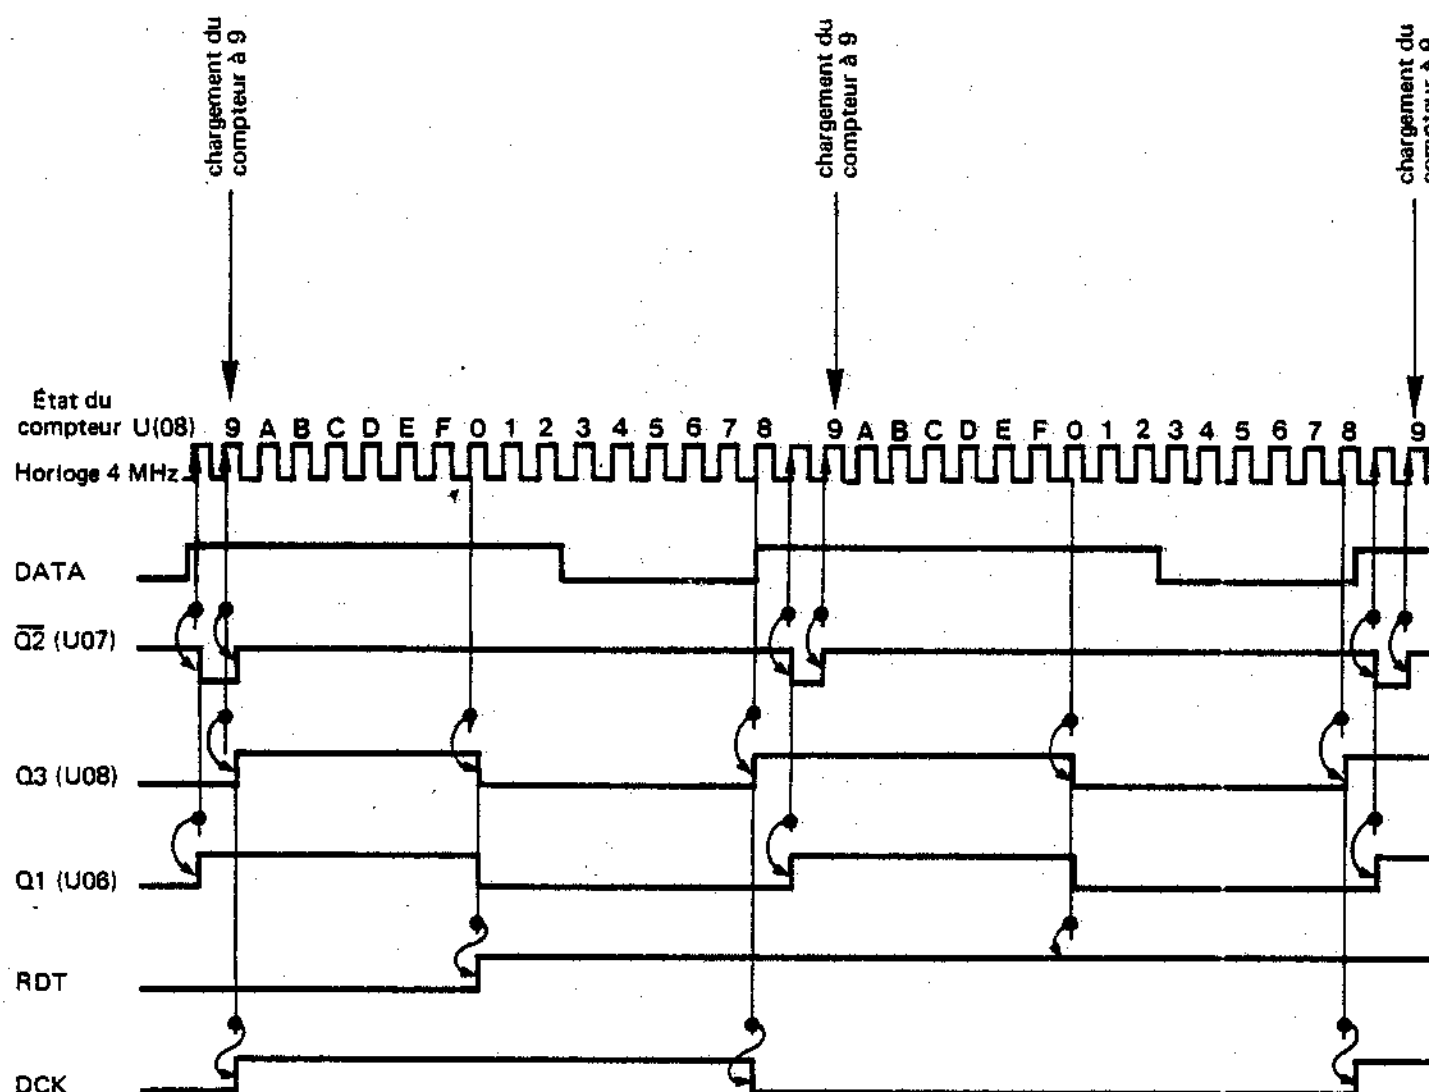 chargement du
compteur à 9
chargement du
compteur à 9
chargement du
compteur à 9
État du
compteur U(08) 9 A B C D E F 0 1 2 3 4 5 6 7 8 9 A B C D E F 0 1 2 3 4 5 6 7 8 9
Horloge 4 MHz
DATA
Q2 (U07)
Q3 (U08)
Q1 (U06)
RDT
DCK